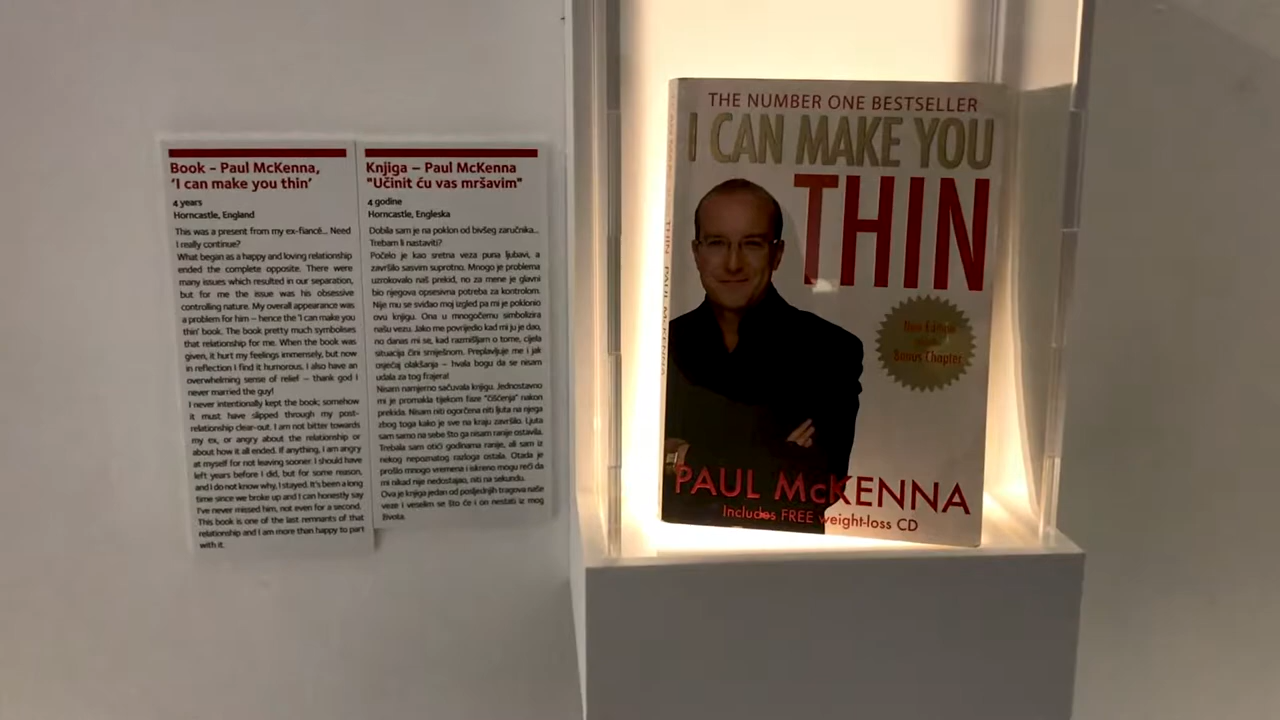 Book – Paul McKenna,
‘I can make you thin’
4 years
Horncastle, England
This was a present from my ex-fiancé... Need
I really continue?
What began as a happy and loving relationship
ended the complete opposite. There were
many issues which resulted in our separation,
but for me the issue was his obsessive
controlling nature. My overall appearance was
a problem for him – hence the ‘I can make you
thin’ book. The book pretty much symbolises
that relationship for me. When the book was
given, it hurt my feelings immensely, but now
in reflection I find it humorous. I also have an
overwhelming sense of relief – thank god I
never married the guy!
I never intentionally kept the book; somehow
it must have slipped through my post-
relationship clear-out. I am not bitter towards
my ex, or angry about the relationship or
about how it all ended. If anything, I am angry
at myself for not leaving sooner. I should have
left years before I did, but for some reason,
and I do not know why, I stayed. It's been a long
time since we broke up and I can honestly say
I've never missed him, not even for a second.
This book is one of the last remnants of that
relationship and I am more than happy to part
with it.
Knjiga – Paul McKenna
"Učinit ću vas mršavim"
4 godine
Horncastle, Engleska
Dobila sam je na poklon od bivšeg zaručnika...
Trebam li nastaviti?
Počelo je kao sretna veza puna ljubavi, a
završilo sasvim suprotno. Mnogo je problema
uzrokovalo naš prekid, no za mene je glavni
bio njegova opsesivna potreba za kontrolom.
Nije mu se sviđao moj izgled pa mi je poklonio
ovu knjigu. Ona u mnogočemu simbolizira
našu vezu. Jako me povrijedio kad mi ju je dao,
no danas mi se, kad razmišljam o tome, cijela
situacija čini smiješnom. Preplavljuje me i jak
osjećaj olakšanja – hvala bogu da se nisam
udala za tog frajera!
Nisam namjerno sačuvala knjigu. Jednostavno
mi je promakla tijekom faze "čišćenja" nakon
prekida. Nisam niti ogorčena niti ljuta na njega
zbog toga kako je sve na kraju završilo. Ljuta
sam samo na sebe što ga nisam ranije ostavila.
Trebala sam otići godinama ranije, ali sam iz
nekog nepoznatog razloga ostala. Otada je
prošlo mnogo vremena i iskreno mogu reći da
mi nikad nije nedostajao, niti na sekundu.
Ova je knjiga jedan od posljednjih tragova naše
veze i veselim se što će i on nestati iz mog
života.
THE NUMBER ONE BESTSELLER
I CAN MAKE YOU
THIN
New Edition
Bonus Chapter
PAUL McKENNA
Includes FREE weight-loss CD
THIN PAUL McKENNA